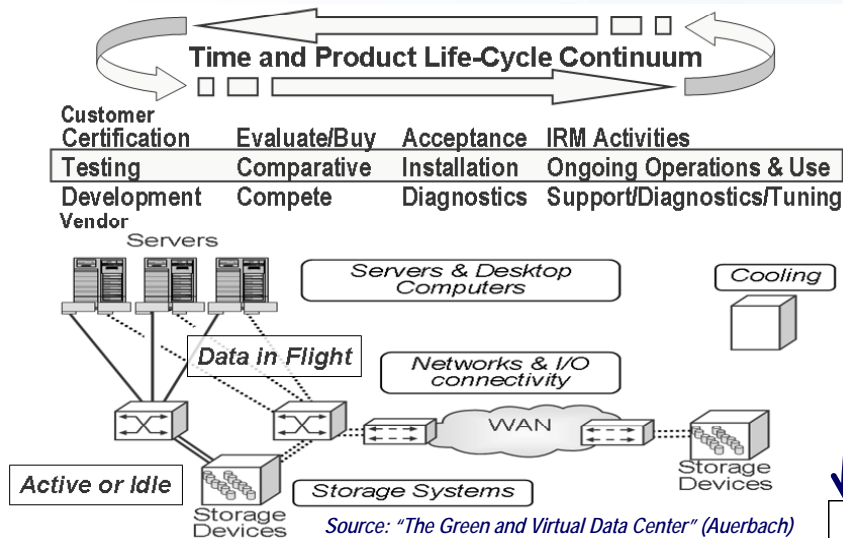 Time and Product Life-Cycle Continuum
Customer
Certification Evaluate/Buy Acceptance IRM Activities
Testing Comparative Installation Ongoing Operations & Use
Development Compete Diagnostics Support/Diagnostics/Tuning
Vendor
Servers
Servers & Desktop
Computers
Cooling
Data in Flight
Networks & I/O
connectivity
WAN
Active or Idle
Storage
Devices
Storage Systems
Storage
Devices
Source: "The Green and Virtual Data Center" (Auerbach)